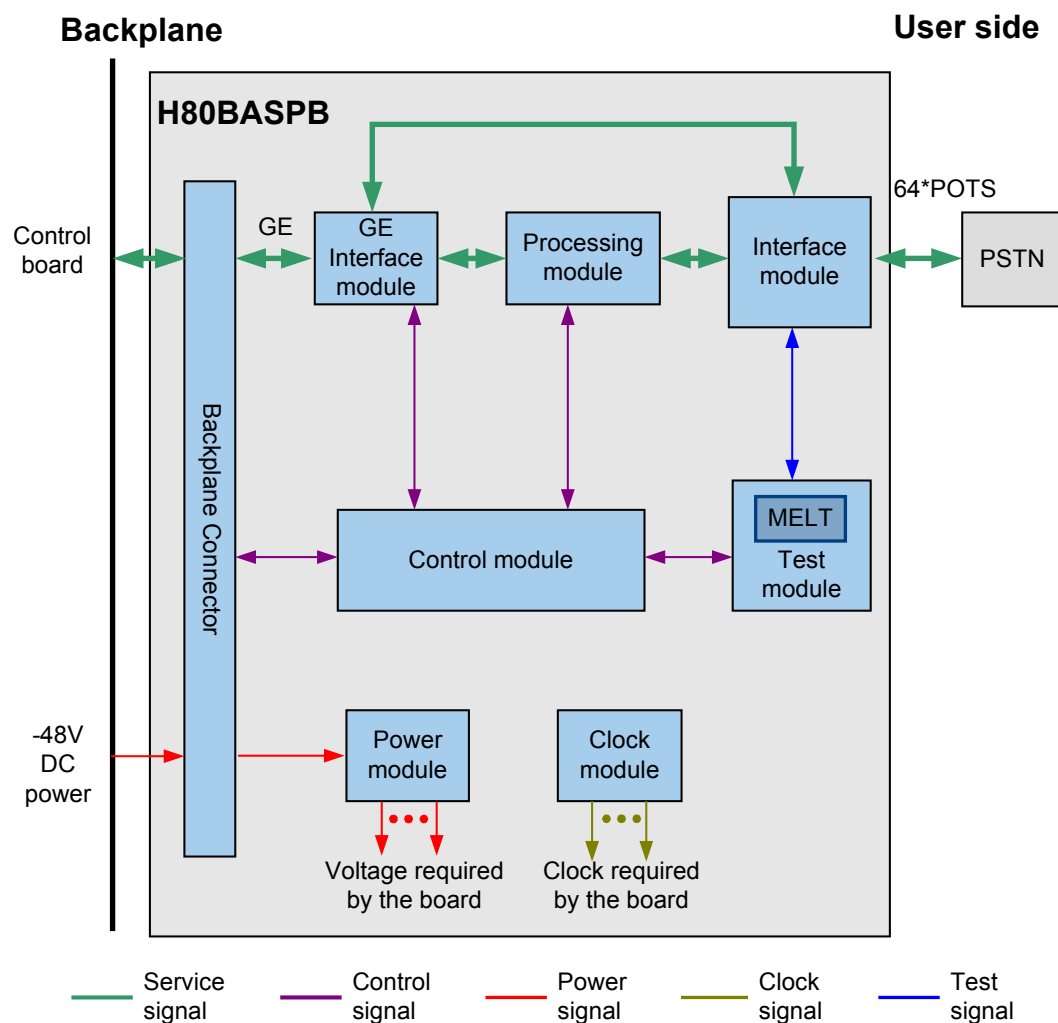 Backplane
User side
H80BASPB
64*POTS
Control
board
GE
GE
Interface
module
Processing
module
Interface
module
PSTN
Backplane Connector
Control module
MELT
Test
module
-48V
DC
power
Power
module
Clock
module
Voltage required
by the board
Clock required
by the board
Service
signal
Control
signal
Power
signal
Clock
signal
Test
signal